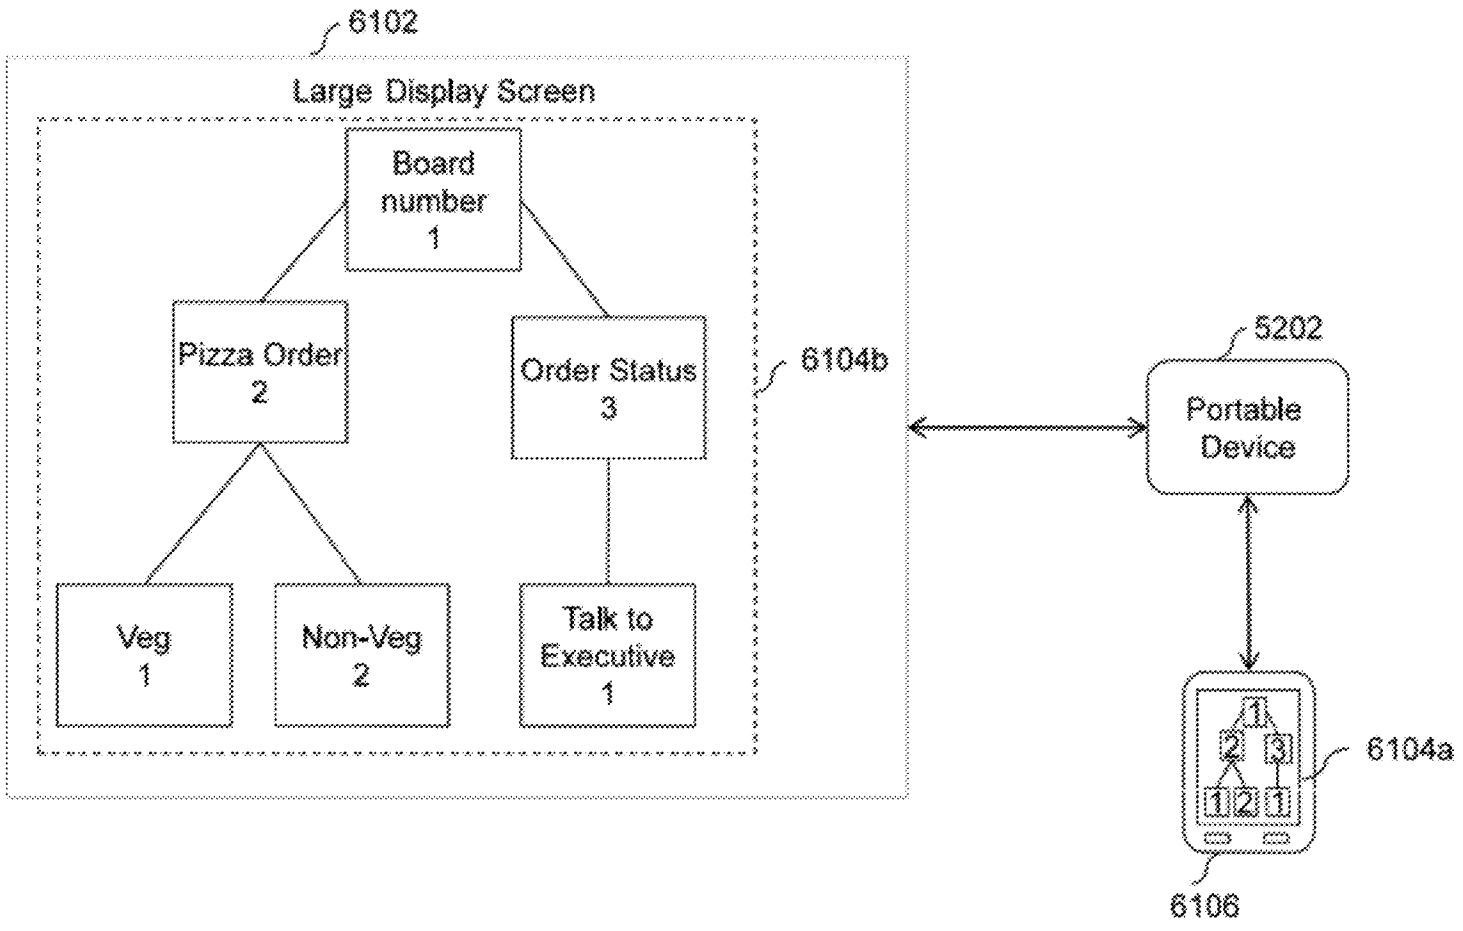 6102
Large Display Screen
Board
number
1
Pizza Order
2
Order Status
3
6104b
Veg
1
Non-Veg
2
Talk to
Executive
1
5202
Portable
Device
1
2 3
1 2 1
6104a
6106